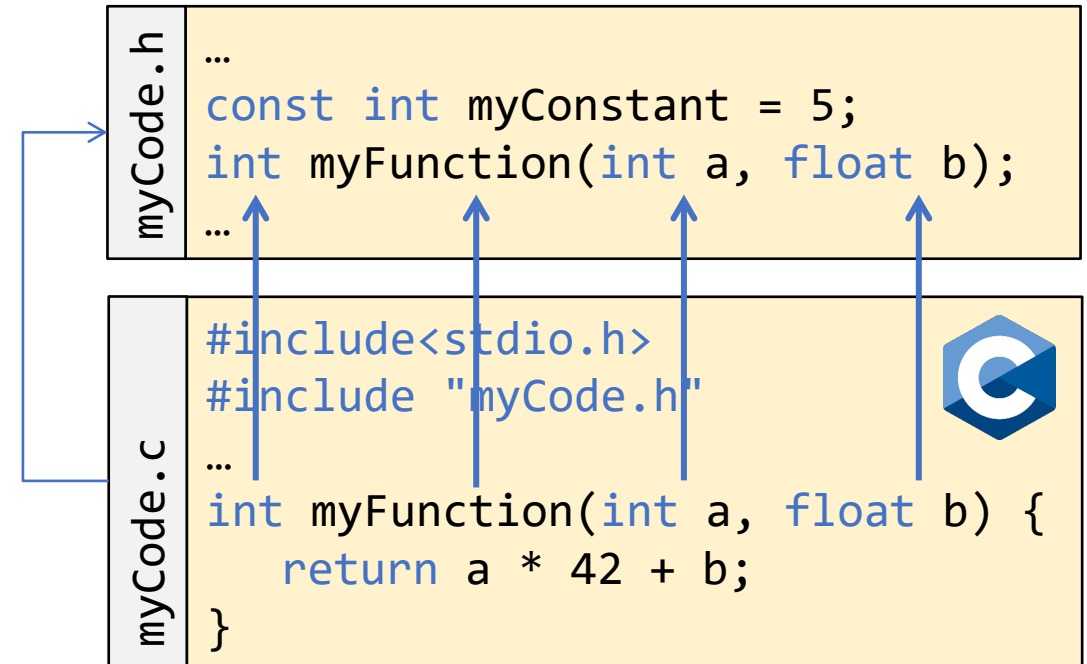 myCode.h
…
const int myConstant = 5;
int myFunction(int a, float b);
…
myCode.c
#include<stdio.h>
#include "myCode.h"
C
…
int myFunction(int a, float b) {
   return a * 42 + b;
}